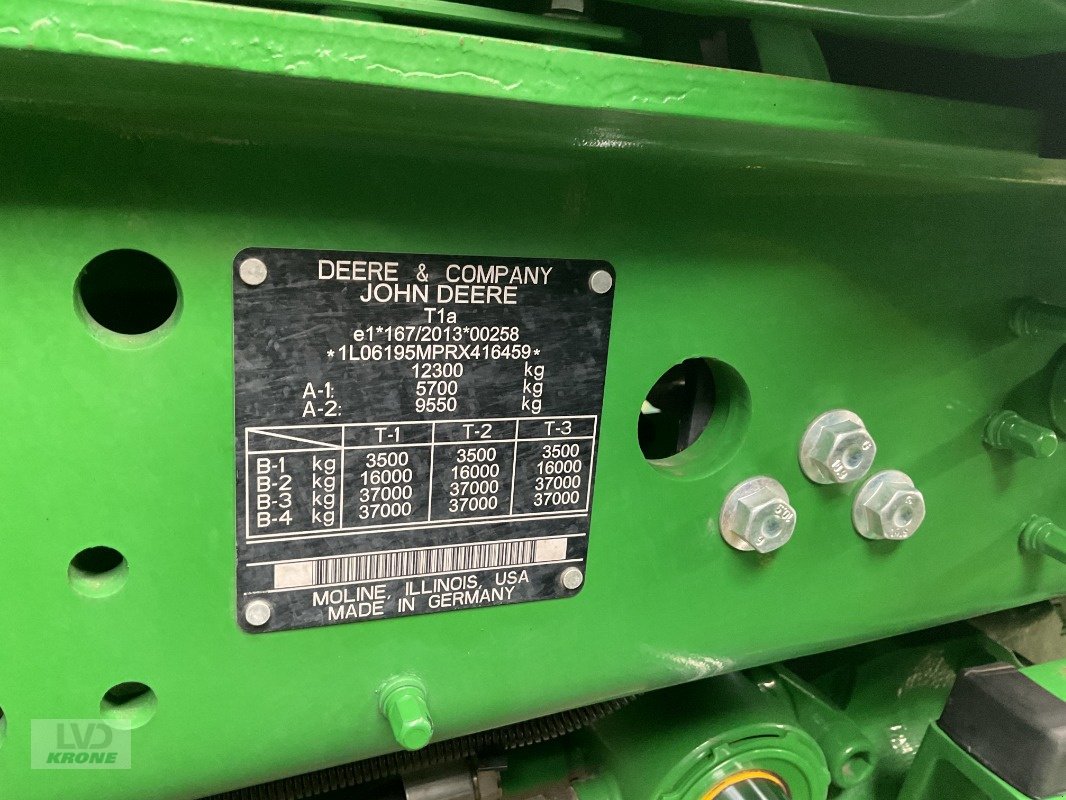 DEERE & COMPANY
JOHN DEERE
T1a
e1*167/2013*00258
*1L06195MPRX416459*
12300 kg
A-1: 5700 kg
A-2: 9550 kg
T-1 T-2 T-3
B-1 kg 3500 3500 3500
B-2 kg 16000 16000 16000
B-3 kg 37000 37000 37000
B-4 kg 37000 37000 37000
MOLINE, ILLINOIS, USA
MADE IN GERMANY
LVD
KRONE